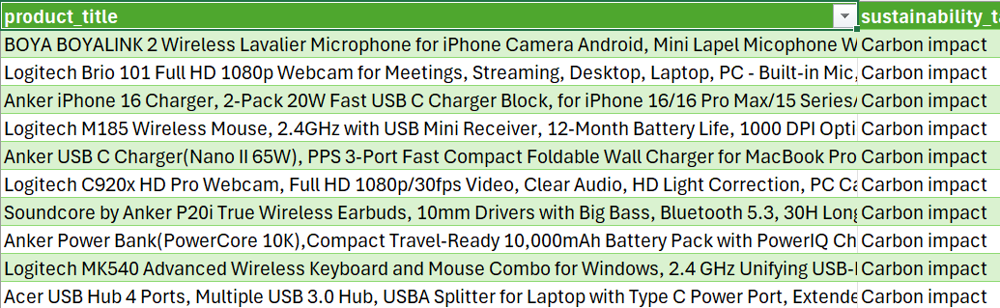 product_title sustainability_ta
BOYA BOYALINK 2 Wireless Lavalier Microphone for iPhone Camera Android, Mini Lapel Micophone W Carbon impact
Logitech Brio 101 Full HD 1080p Webcam for Meetings, Streaming, Desktop, Laptop, PC - Built-in Mic, Carbon impact
Anker iPhone 16 Charger, 2-Pack 20W Fast USB C Charger Block, for iPhone 16/16 Pro Max/15 Series/ Carbon impact
Logitech M185 Wireless Mouse, 2.4GHz with USB Mini Receiver, 12-Month Battery Life, 1000 DPI Opti Carbon impact
Anker USB C Charger(Nano II 65W), PPS 3-Port Fast Compact Foldable Wall Charger for MacBook Pro Carbon impact
Logitech C920x HD Pro Webcam, Full HD 1080p/30fps Video, Clear Audio, HD Light Correction, PC Ca Carbon impact
Soundcore by Anker P20i True Wireless Earbuds, 10mm Drivers with Big Bass, Bluetooth 5.3, 30H Long Carbon impact
Anker Power Bank(PowerCore 10K),Compact Travel-Ready 10,000mAh Battery Pack with PowerIQ Ch Carbon impact
Logitech MK540 Advanced Wireless Keyboard and Mouse Combo for Windows, 2.4 GHz Unifying USB- Carbon impact
Acer USB Hub 4 Ports, Multiple USB 3.0 Hub, USBA Splitter for Laptop with Type C Power Port, Extende Carbon impact